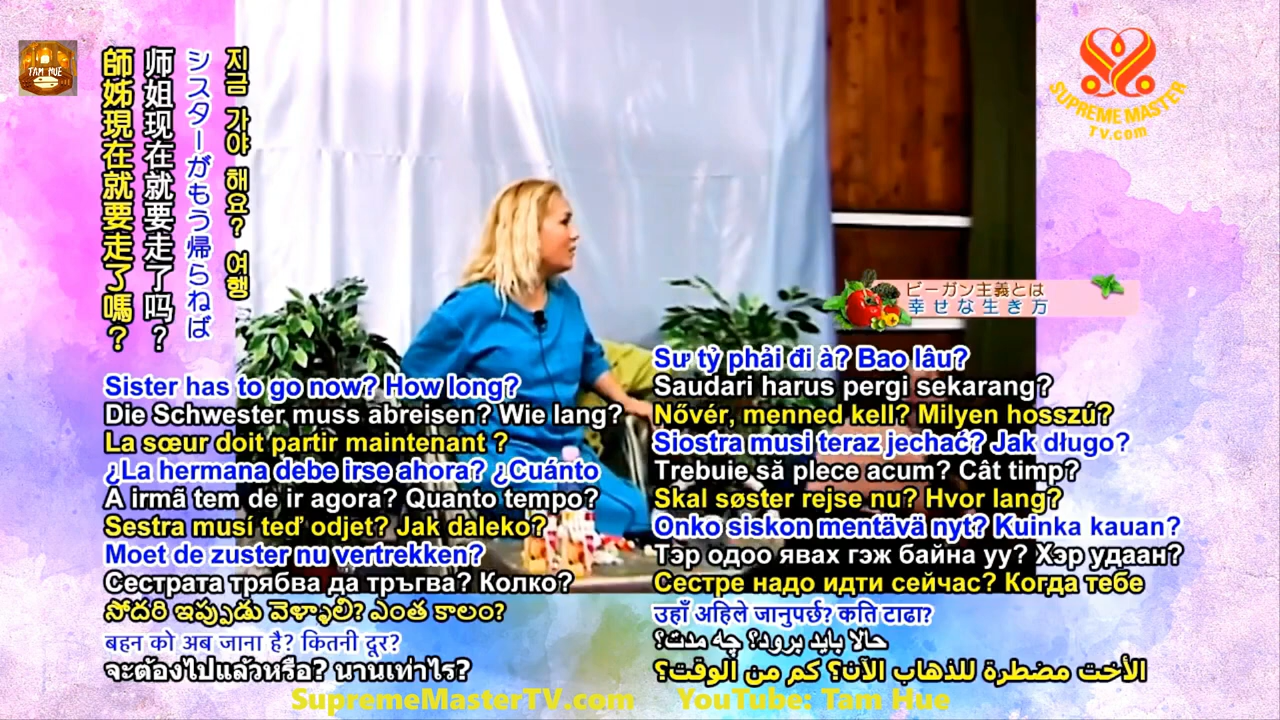 TAM HUE
師姊現在就要走了嗎？
师姐现在就要走了吗？
シスターがもう帰らねば
지금 가야 해요? 여행
SUPREME MASTER
TV.com
ビーガン主義とは
幸せな生き方
Sister has to go now? How long?
Die Schwester muss abreisen? Wie lang?
La sœur doit partir maintenant ?
¿La hermana debe irse ahora? ¿Cuánto
A irmã tem de ir agora? Quanto tempo?
Sestra musí teď odjet? Jak daleko?
Moet de zuster nu vertrekken?
Сестрата трябва да тръгва? Колко?
సోదరి ఇప్పుడు వెళ్ళాలి? ఎంత కాలం?
बहन को अब जाना है? कितनी दूर?
จะต้องไปแล้วหรือ? นานเท่าไร?
Sư tỷ phải đi à? Bao lâu?
Saudari harus pergi sekarang?
Nővér, menned kell? Milyen hosszú?
Siostra musi teraz jechać? Jak długo?
Trebuie să plece acum? Cât timp?
Skal søster rejse nu? Hvor lang?
Onko siskon mentävä nyt? Kuinka kauan?
Тэр одоо явах гэж байна уу? Хэр удаан?
Сестре надо идти сейчас? Когда тебе
उहाँ अहिले जानुपर्छ? कति टाढा?
حالا باید برود؟ چه مدت؟
الأخت مضطرة للذهاب الآن؟ كم من الوقت؟
SupremeMasterTV.com
YouTube: Tam Hue